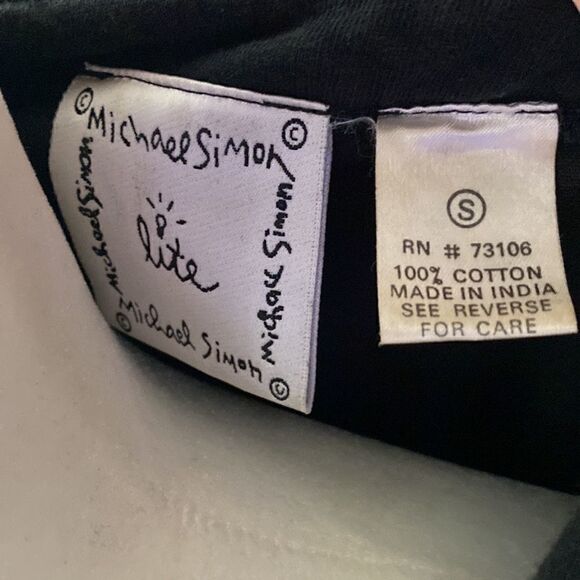 © Michael Simon ©
Michael Simon
lite
Michael Simon
© Michael Simon ©
S
RN # 73106
100% COTTON
MADE IN INDIA
SEE REVERSE
FOR CARE